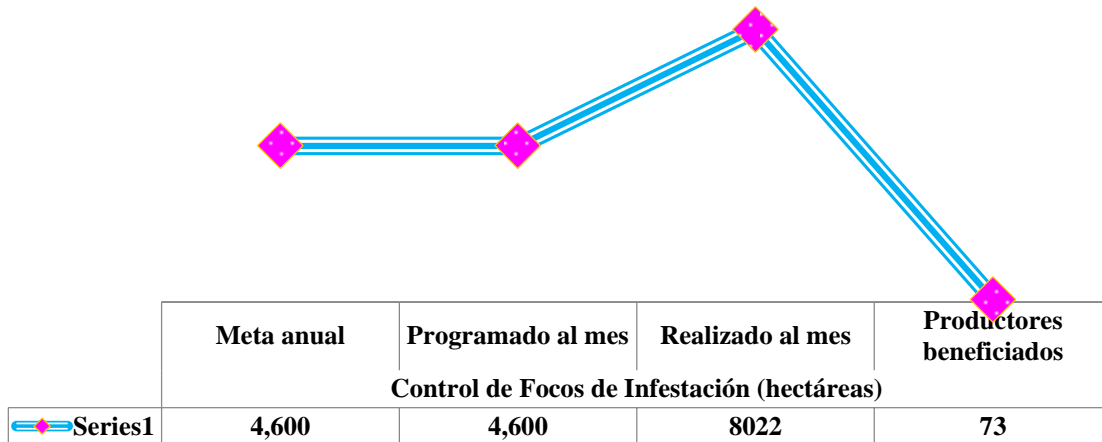 Meta anual
Programado al mes
Realizado al mes
Productores
beneficiados
Control de Focos de Infestación (hectáreas)
Series1 4,600 4,600 8022 73